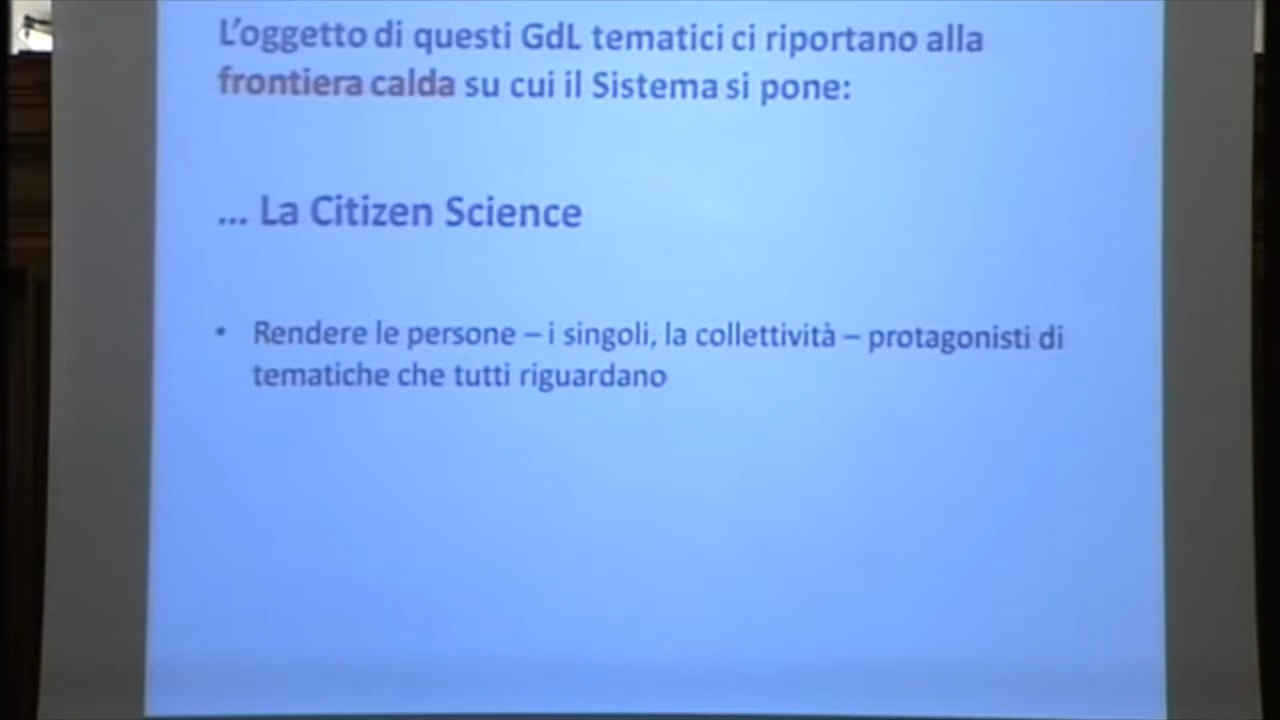 L'oggetto di questi GdL tematici ci riportano alla
frontiera calda su cui il Sistema si pone:
... La Citizen Science
• Rendere le persone – i singoli, la collettività – protagonisti di
tematiche che tutti riguardano